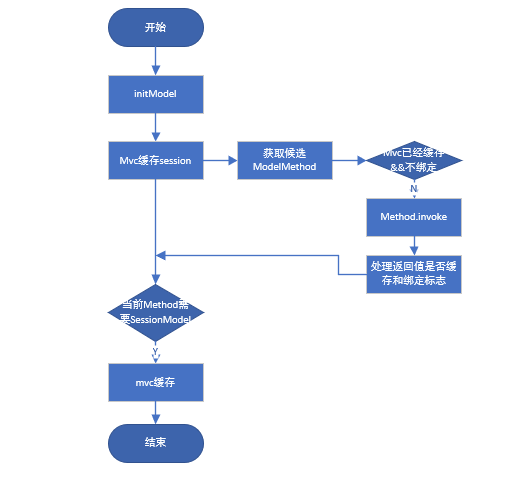 开始
initModel
Mvc缓存session
获取候选
ModelMethod
Mvc已经缓存
&&不绑定
N
Method.invoke
处理返回值是否缓
存和绑定标志
当前Method需
要SessionModel
Y
mvc缓存
结束